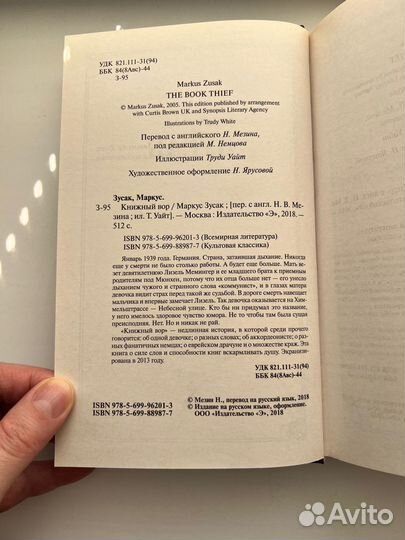 УДК 821.111-31(94)
ББК 84(8Авс)-44
З-95
Markus Zusak
THE BOOK THIEF
© Markus Zusak, 2005. This edition published by arrangement
with Curtis Brown UK and Synopsis Literary Agency
Illustrations by Trudy White
Перевод с английского Н. Мезина,
под редакцией М. Немцова
Иллюстрации Труди Уайт
Художественное оформление Н. Ярусовой
Зусак, Маркус.
З-95 Книжный вор / Маркус Зусак ; [пер. с англ. Н. В. Ме-
зина ; ил. Т. Уайт]. — Москва : Издательство «Э», 2018. —
512 с.
ISBN 978-5-699-96201-3 (Всемирная литература)
ISBN 978-5-699-88987-7 (Культовая классика)
Январь 1939 года. Германия. Страна, затаившая дыхание. Никогда
еще у смерти не было столько работы. А будет еще больше. Мать ве-
зет девятилетнюю Лизель Мемингер и ее младшего брата к приемным
родителям под Мюнхен, потому что их отца больше нет — его унесло
дыханием чужого и странного слова «коммунист», и в глазах матери
девочка видит страх перед такой же судьбой. В дороге смерть навещает
мальчика и впервые замечает Лизель. Так девочка оказывается на Хим-
мельштрассе — Небесной улице. Кто бы ни придумал это название,
у него имелось здоровое чувство юмора. Не то чтобы там была сущая
преисподняя. Нет. Но и никак не рай.
«Книжный вор» — недлинная история, в которой среди прочего
говорится: об одной девочке; о разных словах; об аккордеонисте; о раз-
ных фанатичных немцах; о еврейском драчуне и о множестве краж. Эта
книга о силе слов и способности книг вскармливать душу. Экранизи-
рована в 2013 году.
УДК 821.111-31(94)
ББК 84(8Авс)-44
© Мезин Н., перевод на русский язык, 2018
© Издание на русском языке, оформление.
ООО «Издательство «Э», 2018
ISBN 978-5-699-96201-3
ISBN 978-5-699-88987-7
Avito